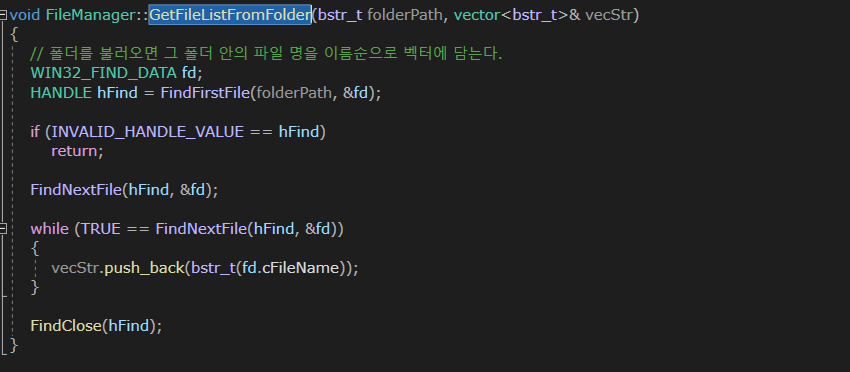 void FileManager::GetFileListFromFolder(bstr_t folderPath, vector<bstr_t>& vecStr)
{
// 폴더를 불러오면 그 폴더 안의 파일 명을 이름순으로 벡터에 담는다.
WIN32_FIND_DATA fd;
HANDLE hFind = FindFirstFile(folderPath, &fd);
if (INVALID_HANDLE_VALUE == hFind)
return;
FindNextFile(hFind, &fd);
while (TRUE == FindNextFile(hFind, &fd))
{
vecStr.push_back(bstr_t(fd.cFileName));
}
FindClose(hFind);
}